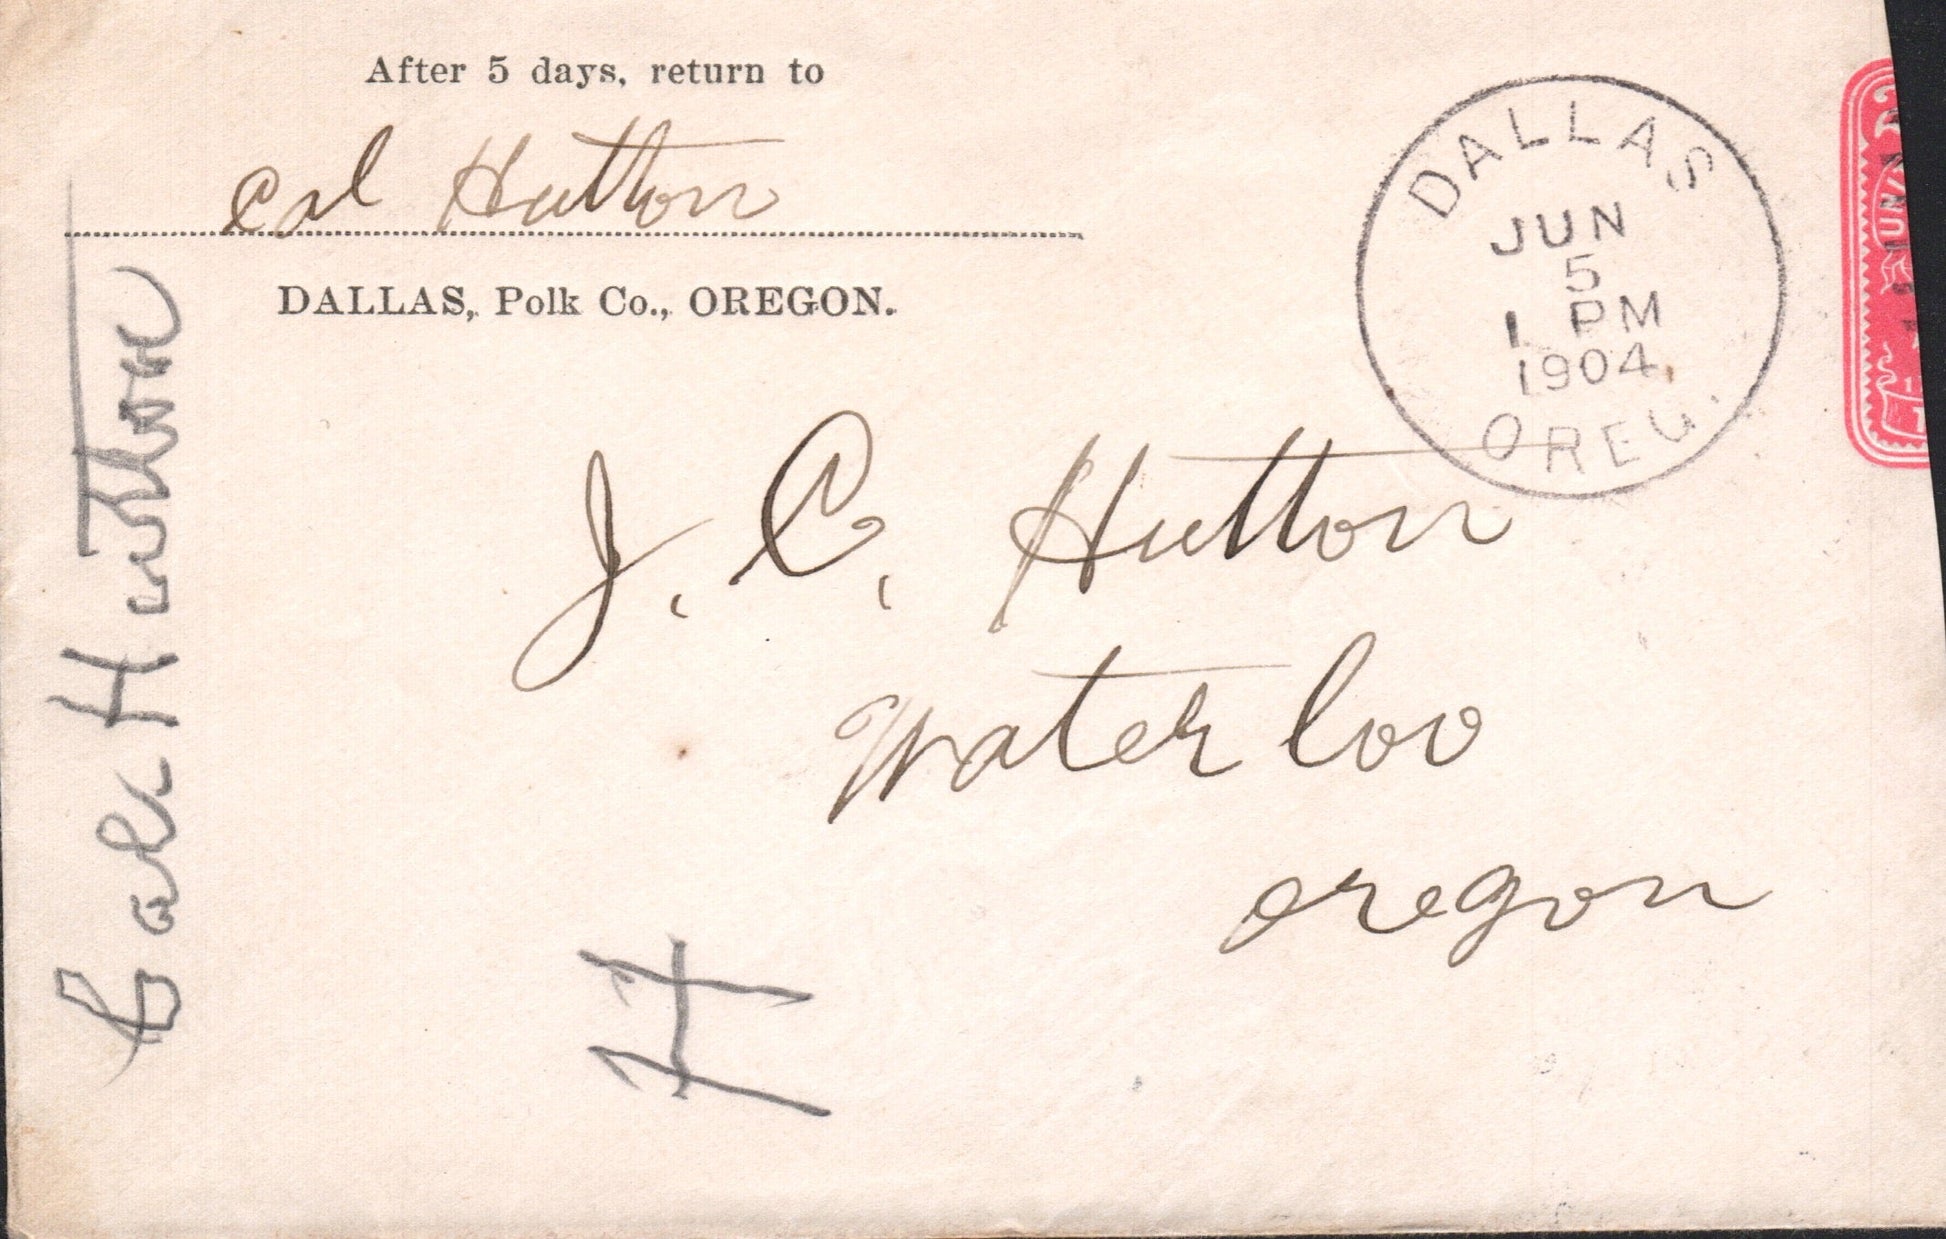 After 5 days, return to
Cal Hutton
DALLAS, Polk Co., OREGON.
DALLAS
JUN
5
1 PM
1904
OREG.
J. C. Hutton
Waterloo
Oregon
Hutton
H